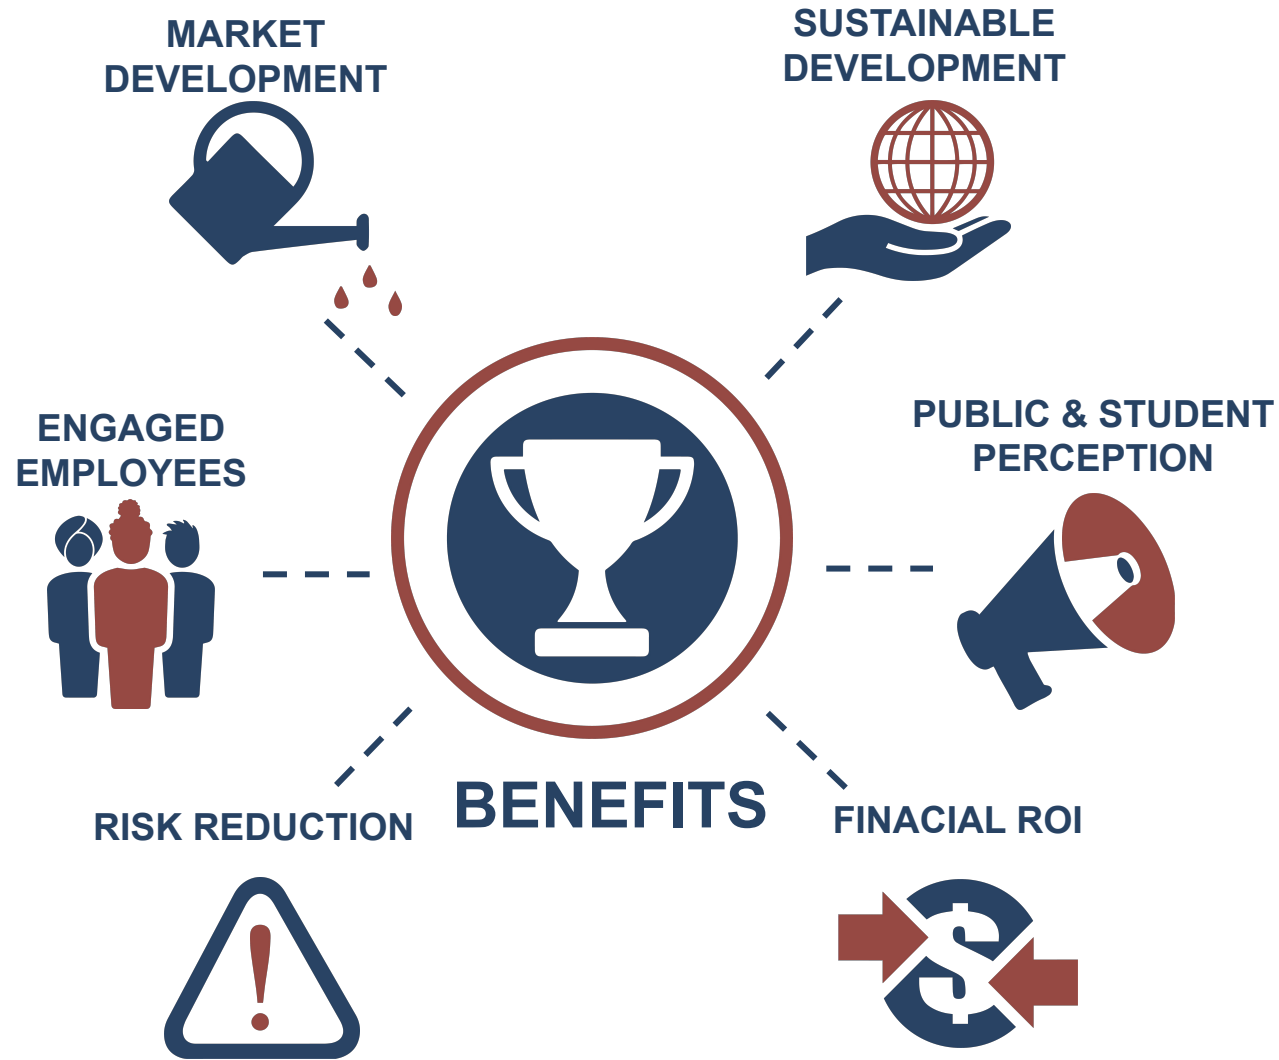 MARKET
DEVELOPMENT
SUSTAINABLE
DEVELOPMENT
ENGAGED
EMPLOYEES
PUBLIC & STUDENT
PERCEPTION
RISK REDUCTION
BENEFITS
FINACIAL ROI
$